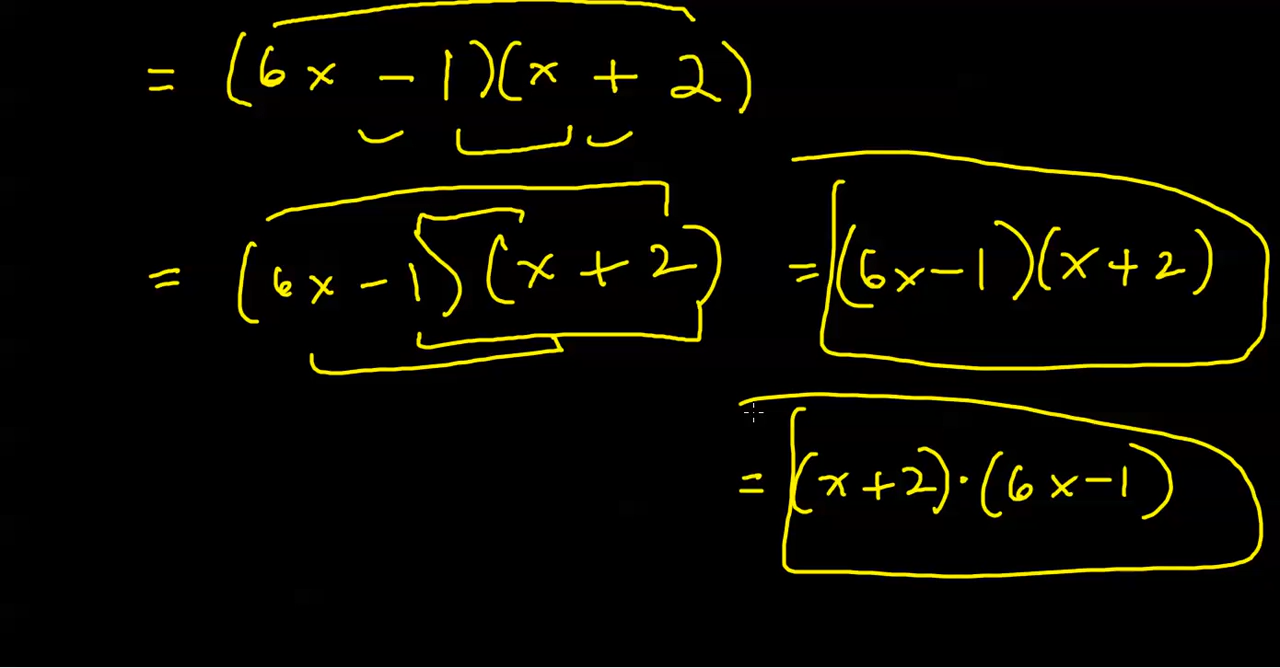 = (6x - 1)(x + 2)
= (6x - 1)(x + 2) = (6x-1)(x+2)
= (x+2)·(6x-1)